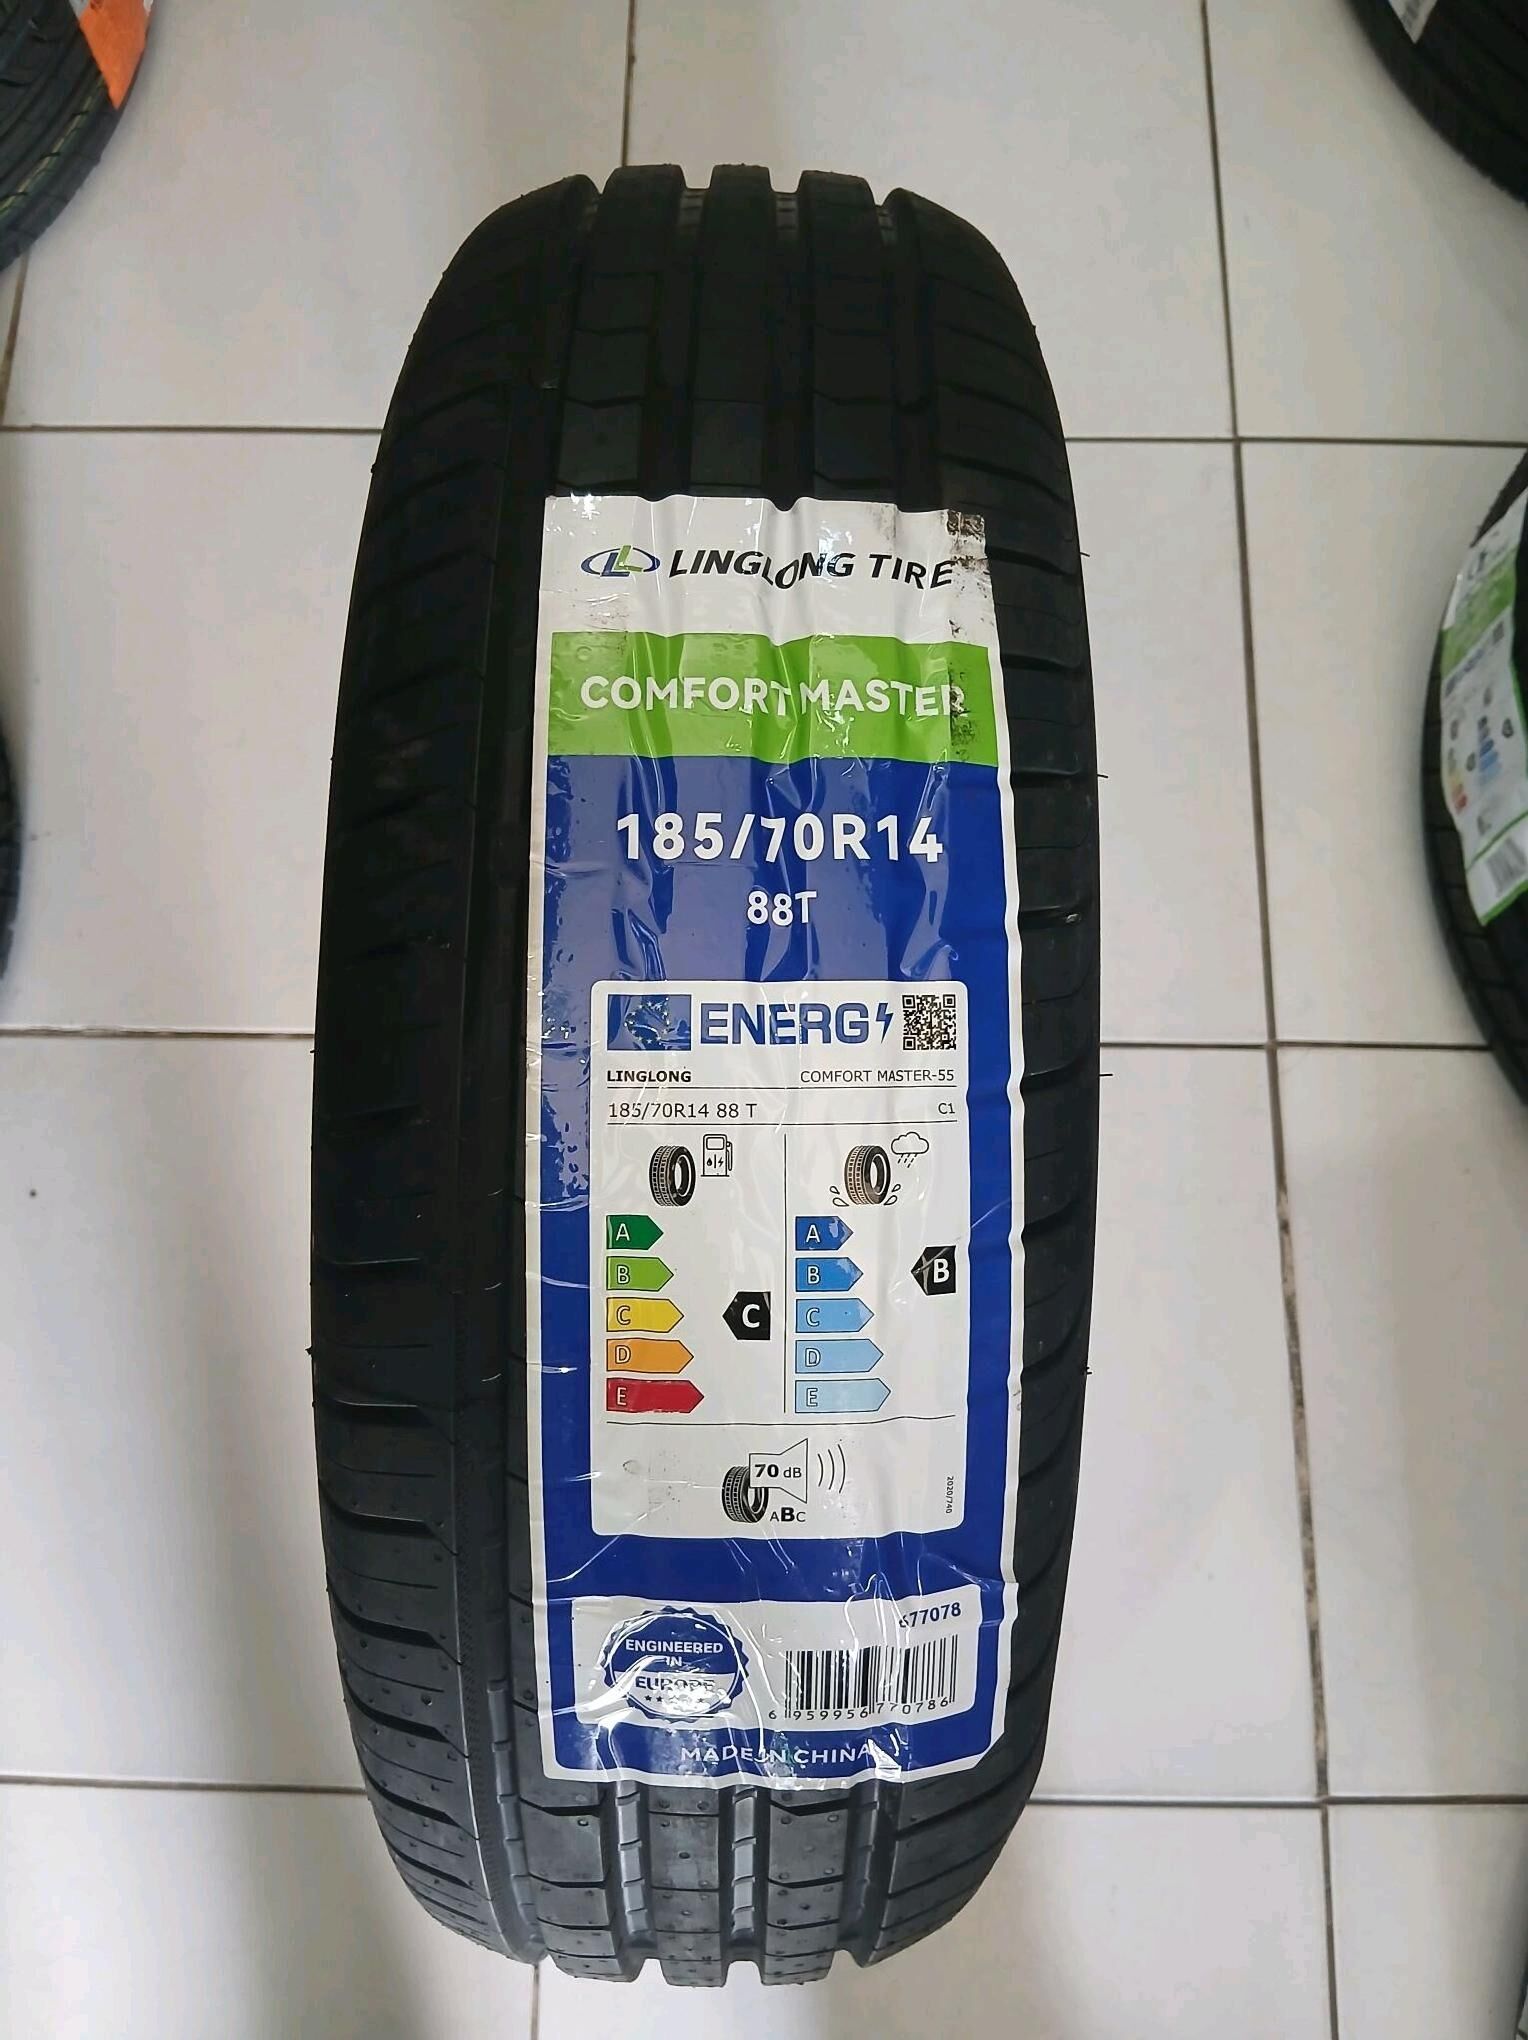 LINGLONG TIRE
COMFORT MASTER
185/70R14
88T
ENERG
LINGLONG COMFORT MASTER-55
185/70R14 88 T C1
A A
B B B
C C C
D D
E E
70 dB
ABC
2020/740
677078
ENGINEERED
IN
EUROPE
6 959956 770786
MADE IN CHINA